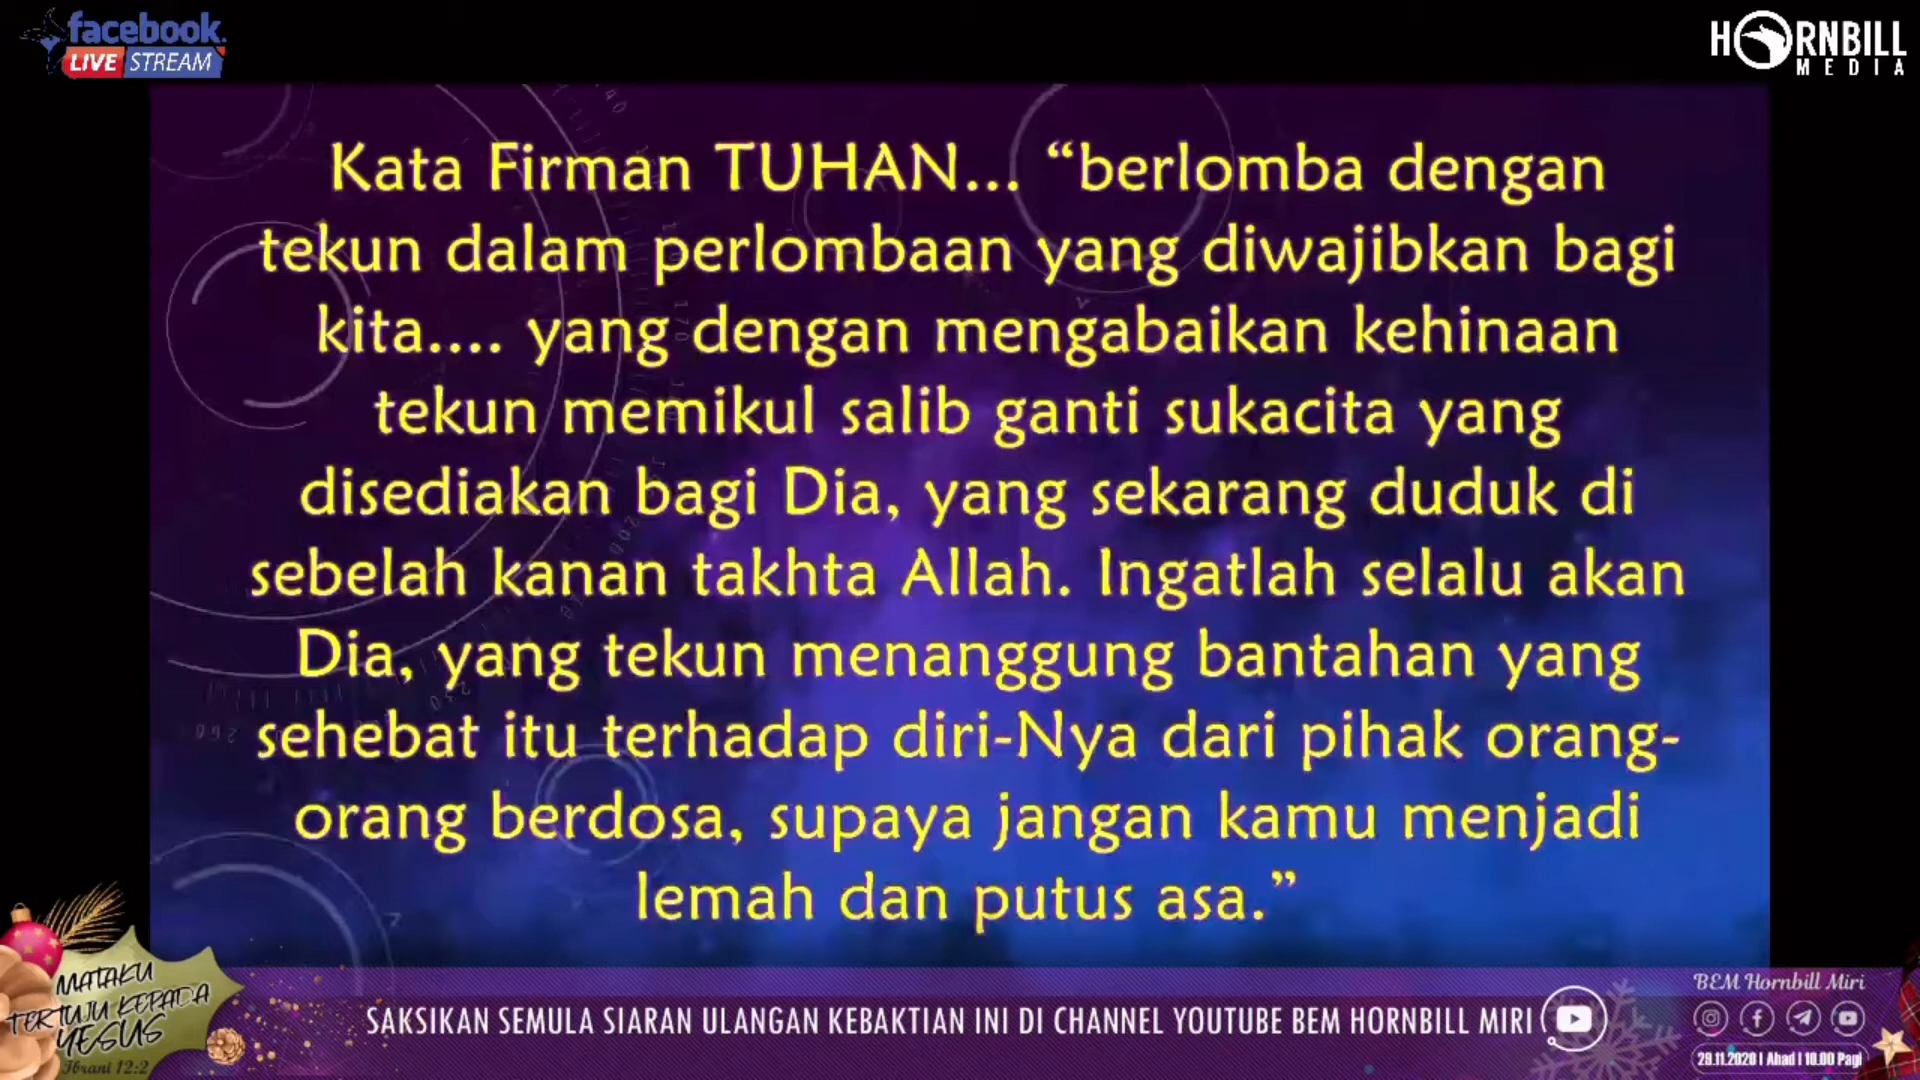 facebook.
LIVE STREAM
HORNBILL
MEDIA
Kata Firman TUHAN... “berlomba dengan
tekun dalam perlombaan yang diwajibkan bagi
kita.... yang dengan mengabaikan kehinaan
tekun memikul salib ganti sukacita yang
disediakan bagi Dia, yang sekarang duduk di
sebelah kanan takhta Allah. Ingatlah selalu akan
Dia, yang tekun menanggung bantahan yang
sehebat itu terhadap diri-Nya dari pihak orang-
orang berdosa, supaya jangan kamu menjadi
lemah dan putus asa.”
MATAKU
TERTUJU KEPADA
YESUS
Ibrani 12:2
SAKSIKAN SEMULA SIARAN ULANGAN KEBAKTIAN INI DI CHANNEL YOUTUBE BEM HORNBILL MIRI
BEM Hornbill Miri
29.11.2020 | Ahad | 10.00 Pagi